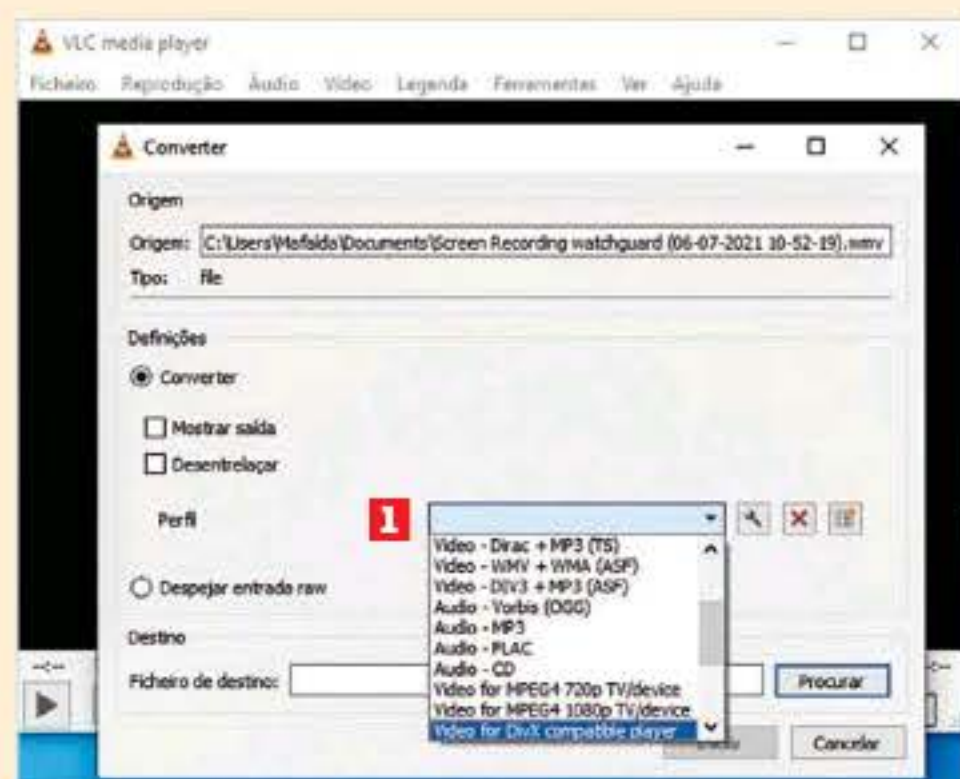 VLC media player
Ficheiro Reprodução Áudio Vídeo Legenda Ferramentas Ver Ajuda
Converter
Origem
Origem: C:\Users\Mafalda\Documents\Screen Recording watchguard (06-07-2021 10-52-19).wmv
Tipo: file
Definições
Converter
Mostrar saída
Desentrelaçar
Perfil
1
Video - Dirac + MP3 (TS)
Video - WMV + WMA (ASF)
Video - DIV3 + MP3 (ASF)
Audio - Vorbis (OGG)
Audio - MP3
Audio - FLAC
Audio - CD
Video for MPEG4 720p TV/device
Video for MPEG4 1080p TV/device
Video for DivX compatible player
Despejar entrada raw
Destino
Ficheiro de destino:
Procurar
Cancelar
--:--